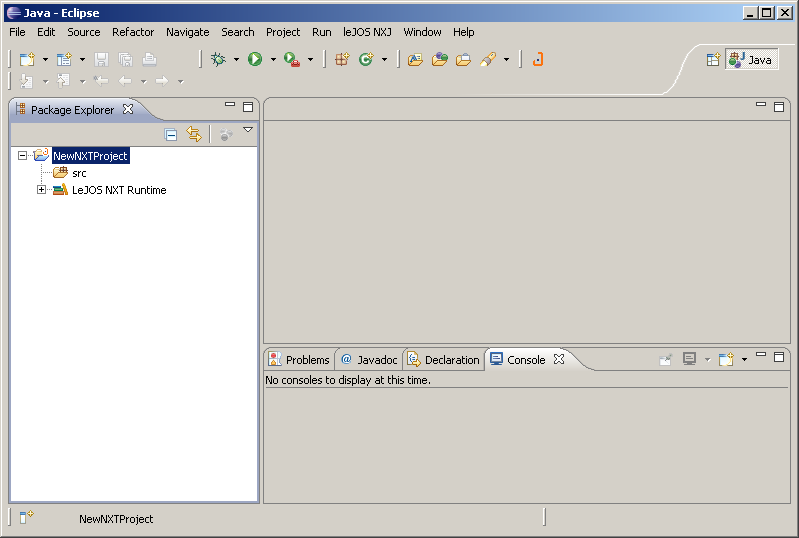 Java - Eclipse
File Edit Source Refactor Navigate Search Project Run leJOS NXJ Window Help
Java
Package Explorer
NewNXTProject
src
LeJOS NXT Runtime
Problems @ Javadoc Declaration Console
No consoles to display at this time.
NewNXTProject